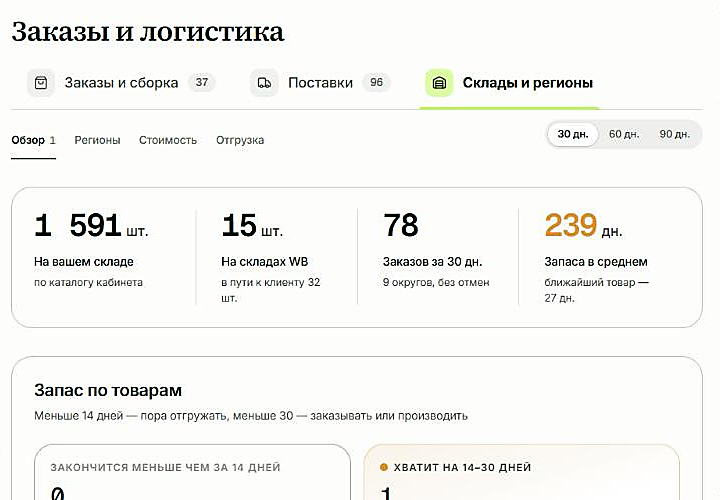 Заказы и логистика
Заказы и сборка 37 Поставки 96 Склады и регионы
Обзор 1 Регионы Стоимость Отгрузка 30 дн. 60 дн. 90 дн.
1 591 шт. 15 шт. 78 239 дн.
На вашем складе На складах WB Заказов за 30 дн. Запаса в среднем
по каталогу кабинета в пути к клиенту 32 9 округов, без отмен ближайший товар —
шт. 27 дн.
Запас по товарам
Меньше 14 дней — пора отгружать, меньше 30 — заказывать или производить
ЗАКОНЧИТСЯ МЕНЬШЕ ЧЕМ ЗА 14 ДНЕЙ ХВАТИТ НА 14–30 ДНЕЙ
0 1